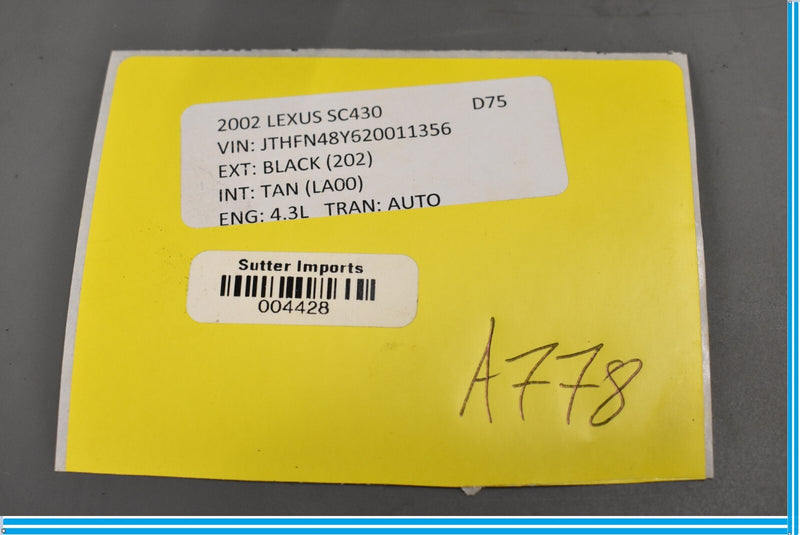 2002 LEXUS SC430 D75
VIN: JTHFN48Y620011356
EXT: BLACK (202)
INT: TAN (LA00)
ENG: 4.3L TRAN: AUTO
Sutter Imports
004428
A778